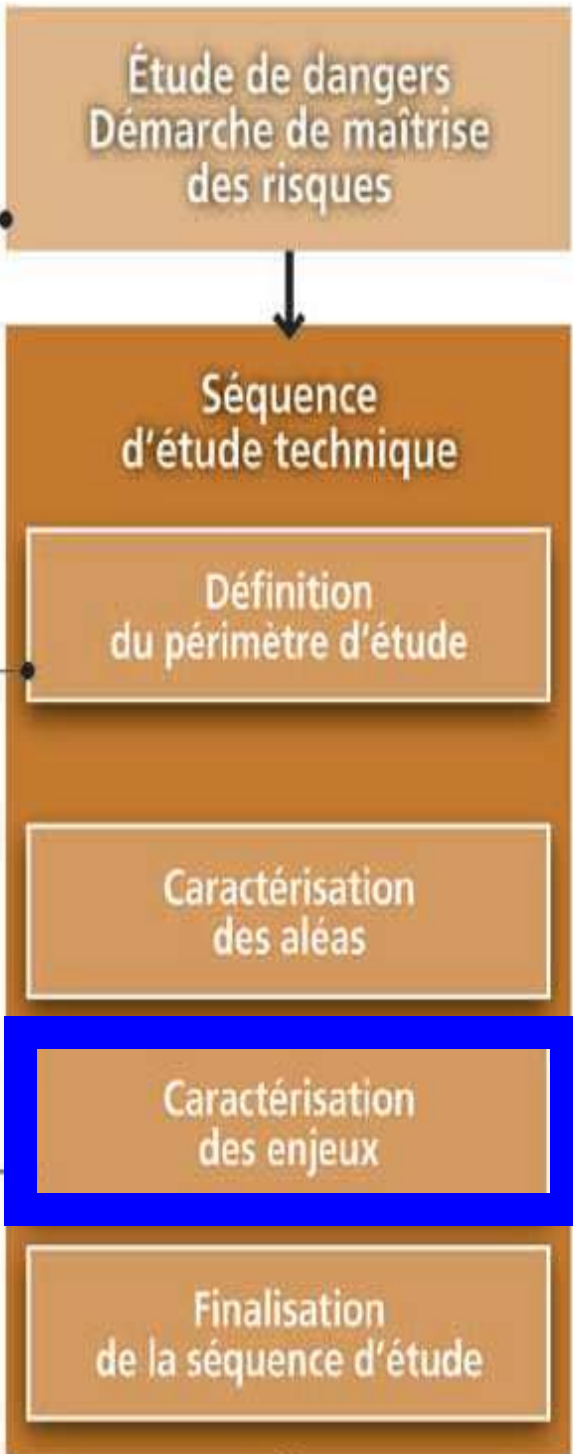 Étude de dangers
Démarche de maîtrise
des risques
Séquence
d'étude technique
Définition
du périmètre d'étude
Caractérisation
des aléas
Caractérisation
des enjeux
Finalisation
de la séquence d'étude